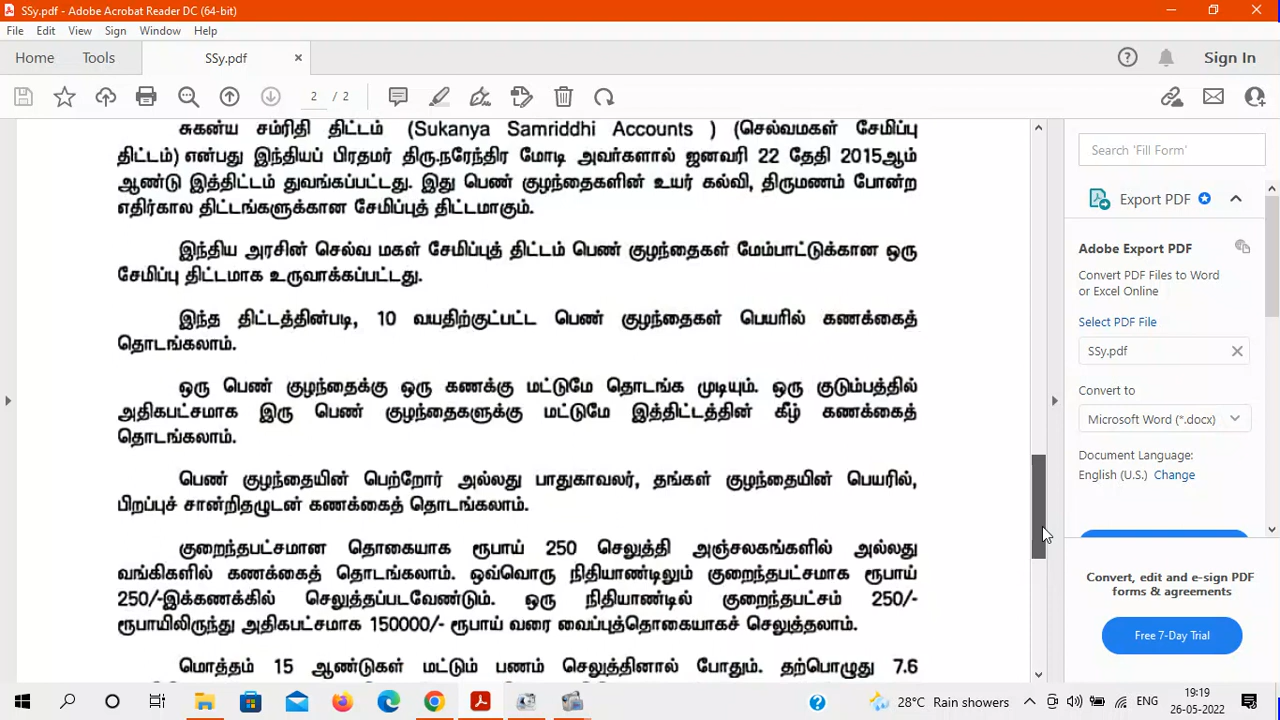 SSy.pdf - Adobe Acrobat Reader DC (64-bit)
File Edit View Window Sign Help
Home Tools SSy.pdf × Sign In
2 / 2
சுகன்ய சம்ரிதி திட்டம் (Sukanya Samriddhi Accounts ) (செல்வமகள் சேமிப்பு
திட்டம்) என்பது இந்தியப் பிரதமர் திரு.நரேந்திர மோடி அவர்களால் ஜனவரி 22 தேதி 2015ஆம்
ஆண்டு இத்திட்டம் துவங்கப்பட்டது. இது பெண் குழந்தைகளின் உயர் கல்வி, திருமணம் போன்ற
எதிர்கால திட்டங்களுக்கான சேமிப்புத் திட்டமாகும்.
இந்திய அரசின் செல்வ மகள் சேமிப்புத் திட்டம் பெண் குழந்தைகள் மேம்பாட்டுக்கான ஒரு
சேமிப்பு திட்டமாக உருவாக்கப்பட்டது.
இந்த திட்டத்தின்படி, 10 வயதிற்குட்பட்ட பெண் குழந்தைகள் பெயரில் கணக்கைத்
தொடங்கலாம்.
ஒரு பெண் குழந்தைக்கு ஒரு கணக்கு மட்டுமே தொடங்க முடியும். ஒரு குடும்பத்தில்
அதிகபட்சமாக இரு பெண் குழந்தைகளுக்கு மட்டுமே இத்திட்டத்தின் கீழ் கணக்கைத்
தொடங்கலாம்.
பெண் குழந்தையின் பெற்றோர் அல்லது பாதுகாவலர், தங்கள் குழந்தையின் பெயரில்,
பிறப்புச் சான்றிதழுடன் கணக்கைத் தொடங்கலாம்.
குறைந்தபட்சமான தொகையாக ரூபாய் 250 செலுத்தி அஞ்சலகங்களில் அல்லது
வங்கிகளில் கணக்கைத் தொடங்கலாம். ஒவ்வொரு நிதியாண்டிலும் குறைந்தபட்சமாக ரூபாய்
250/-இக்கணக்கில் செலுத்தப்படவேண்டும். ஒரு நிதியாண்டில் குறைந்தபட்சம் 250/-
ரூபாயிலிருந்து அதிகபட்சமாக 150000/- ரூபாய் வரை வைப்புத்தொகையாகச் செலுத்தலாம்.
மொத்தம் 15 ஆண்டுகள் மட்டும் பணம் செலுத்தினால் போதும். தற்பொழுது 7.6
Search 'Fill Form'
Export PDF
Adobe Export PDF
Convert PDF Files to Word
or Excel Online
Select PDF File
SSy.pdf
Convert to
Microsoft Word (*.docx)
Document Language:
English (U.S.) Change
Convert, edit and e-sign PDF
forms & agreements
Free 7-Day Trial
28°C Rain showers
ENG
9:19
26-05-2022